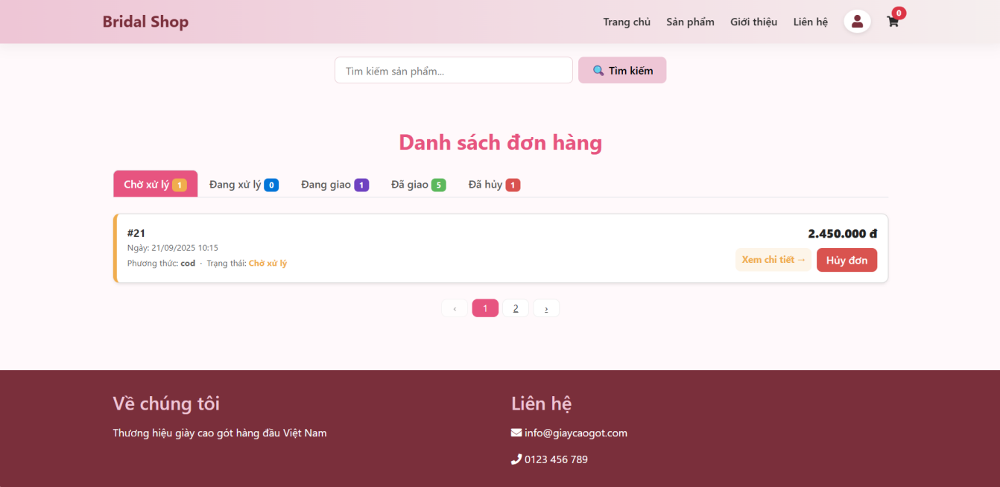 Bridal Shop
Trang chủ Sản phẩm Giới thiệu Liên hệ 0
Tìm kiếm sản phẩm... Tìm kiếm
Danh sách đơn hàng
Chờ xử lý 1 Đang xử lý 0 Đang giao 1 Đã giao 5 Đã hủy 1
#21
2.450.000 đ
Ngày: 21/09/2025 10:15
Phương thức: cod · Trạng thái: Chờ xử lý
Xem chi tiết → Hủy đơn
‹ 1 2 ›
Về chúng tôi
Thương hiệu giày cao gót hàng đầu Việt Nam
Liên hệ
info@giaycaogot.com
0123 456 789